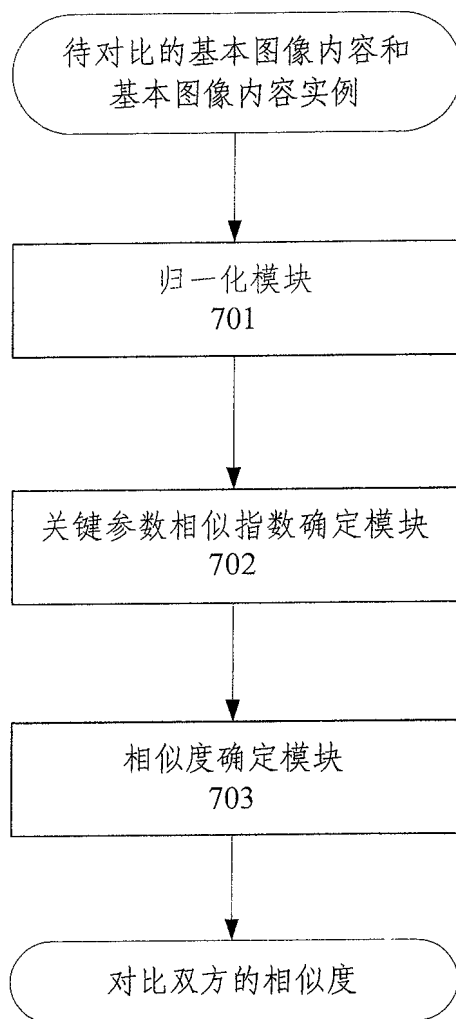 待对比的基本图像内容和
基本图像内容实例
归一化模块
701
关键参数相似指数确定模块
702
相似度确定模块
703
对比双方的相似度